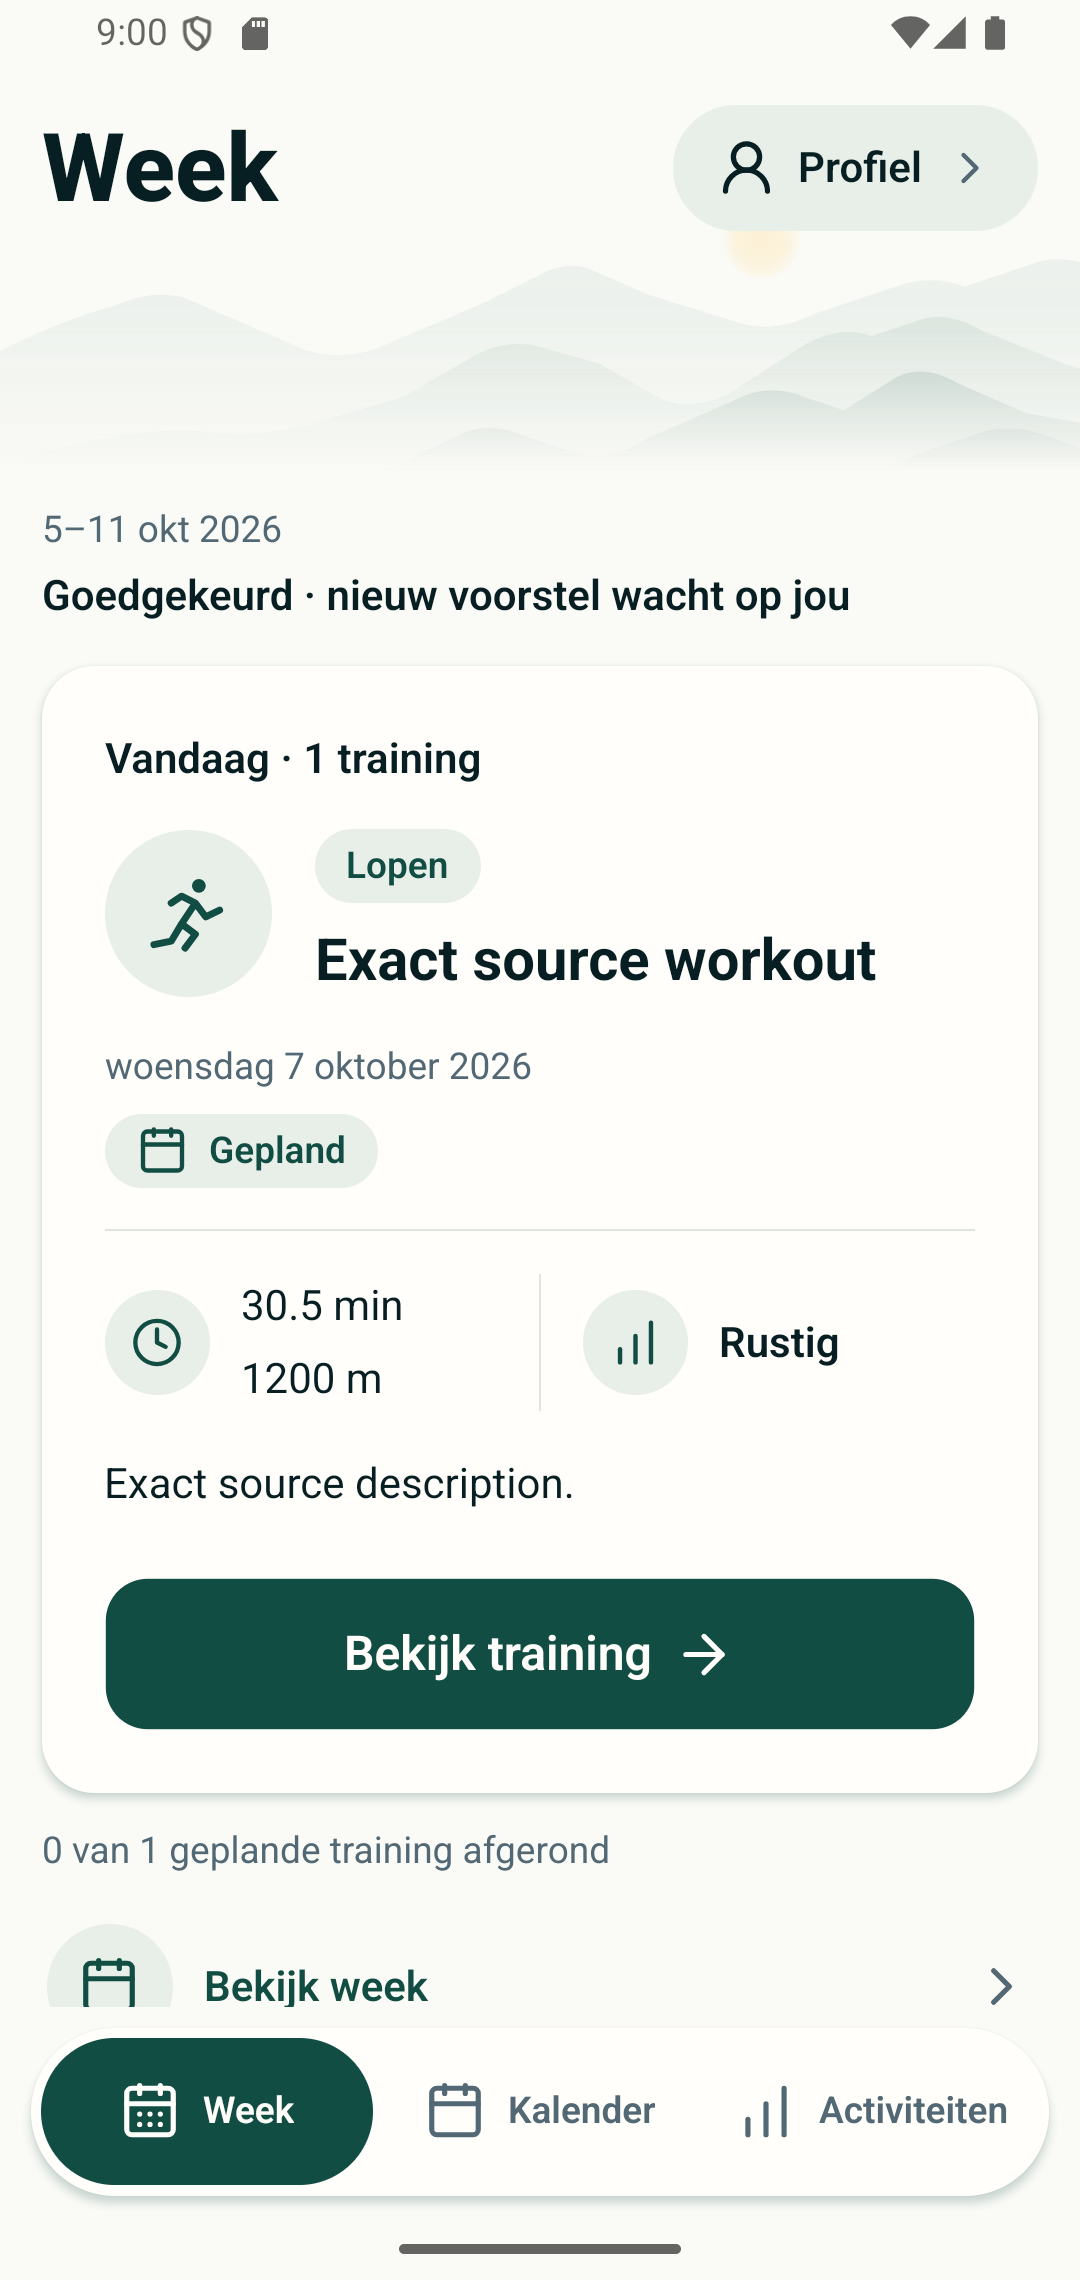 9:00
Week
Profiel
5–11 okt 2026
Goedgekeurd · nieuw voorstel wacht op jou
Vandaag · 1 training
Lopen
Exact source workout
woensdag 7 oktober 2026
Gepland
30.5 min
1200 m
Rustig
Exact source description.
Bekijk training
0 van 1 geplande training afgerond
Bekijk week
Week
Kalender
Activiteiten